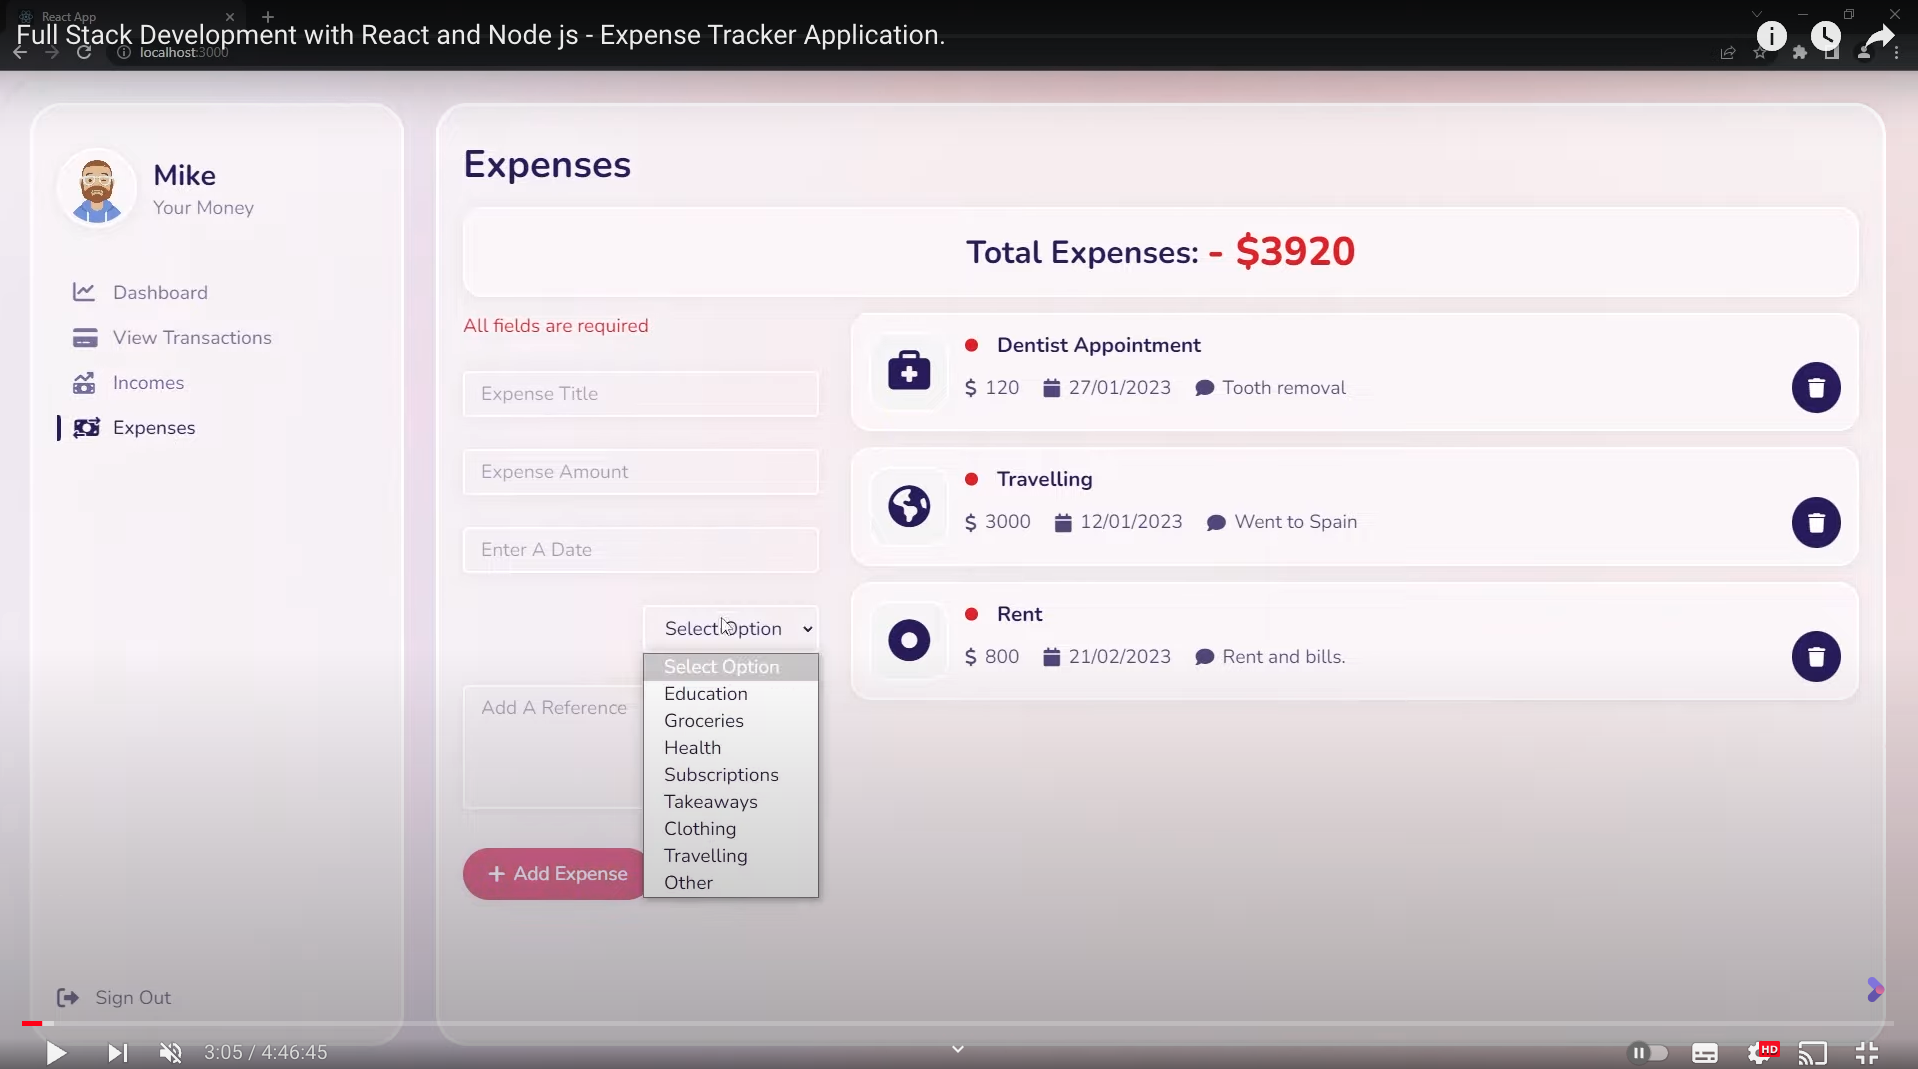 React App
Full Stack Development with React and Node js - Expense Tracker Application.
localhost:3000
Mike
Your Money
Dashboard
View Transactions
Incomes
Expenses
Sign Out
Expenses
Total Expenses: - $3920
All fields are required
Expense Title
Expense Amount
Enter A Date
Select Option
Select Option
Education
Groceries
Health
Subscriptions
Takeaways
Clothing
Travelling
Other
Add A Reference
+ Add Expense
Dentist Appointment
$ 120 27/01/2023 Tooth removal
Travelling
$ 3000 12/01/2023 Went to Spain
Rent
$ 800 21/02/2023 Rent and bills.
3:05 / 4:46:45
HD